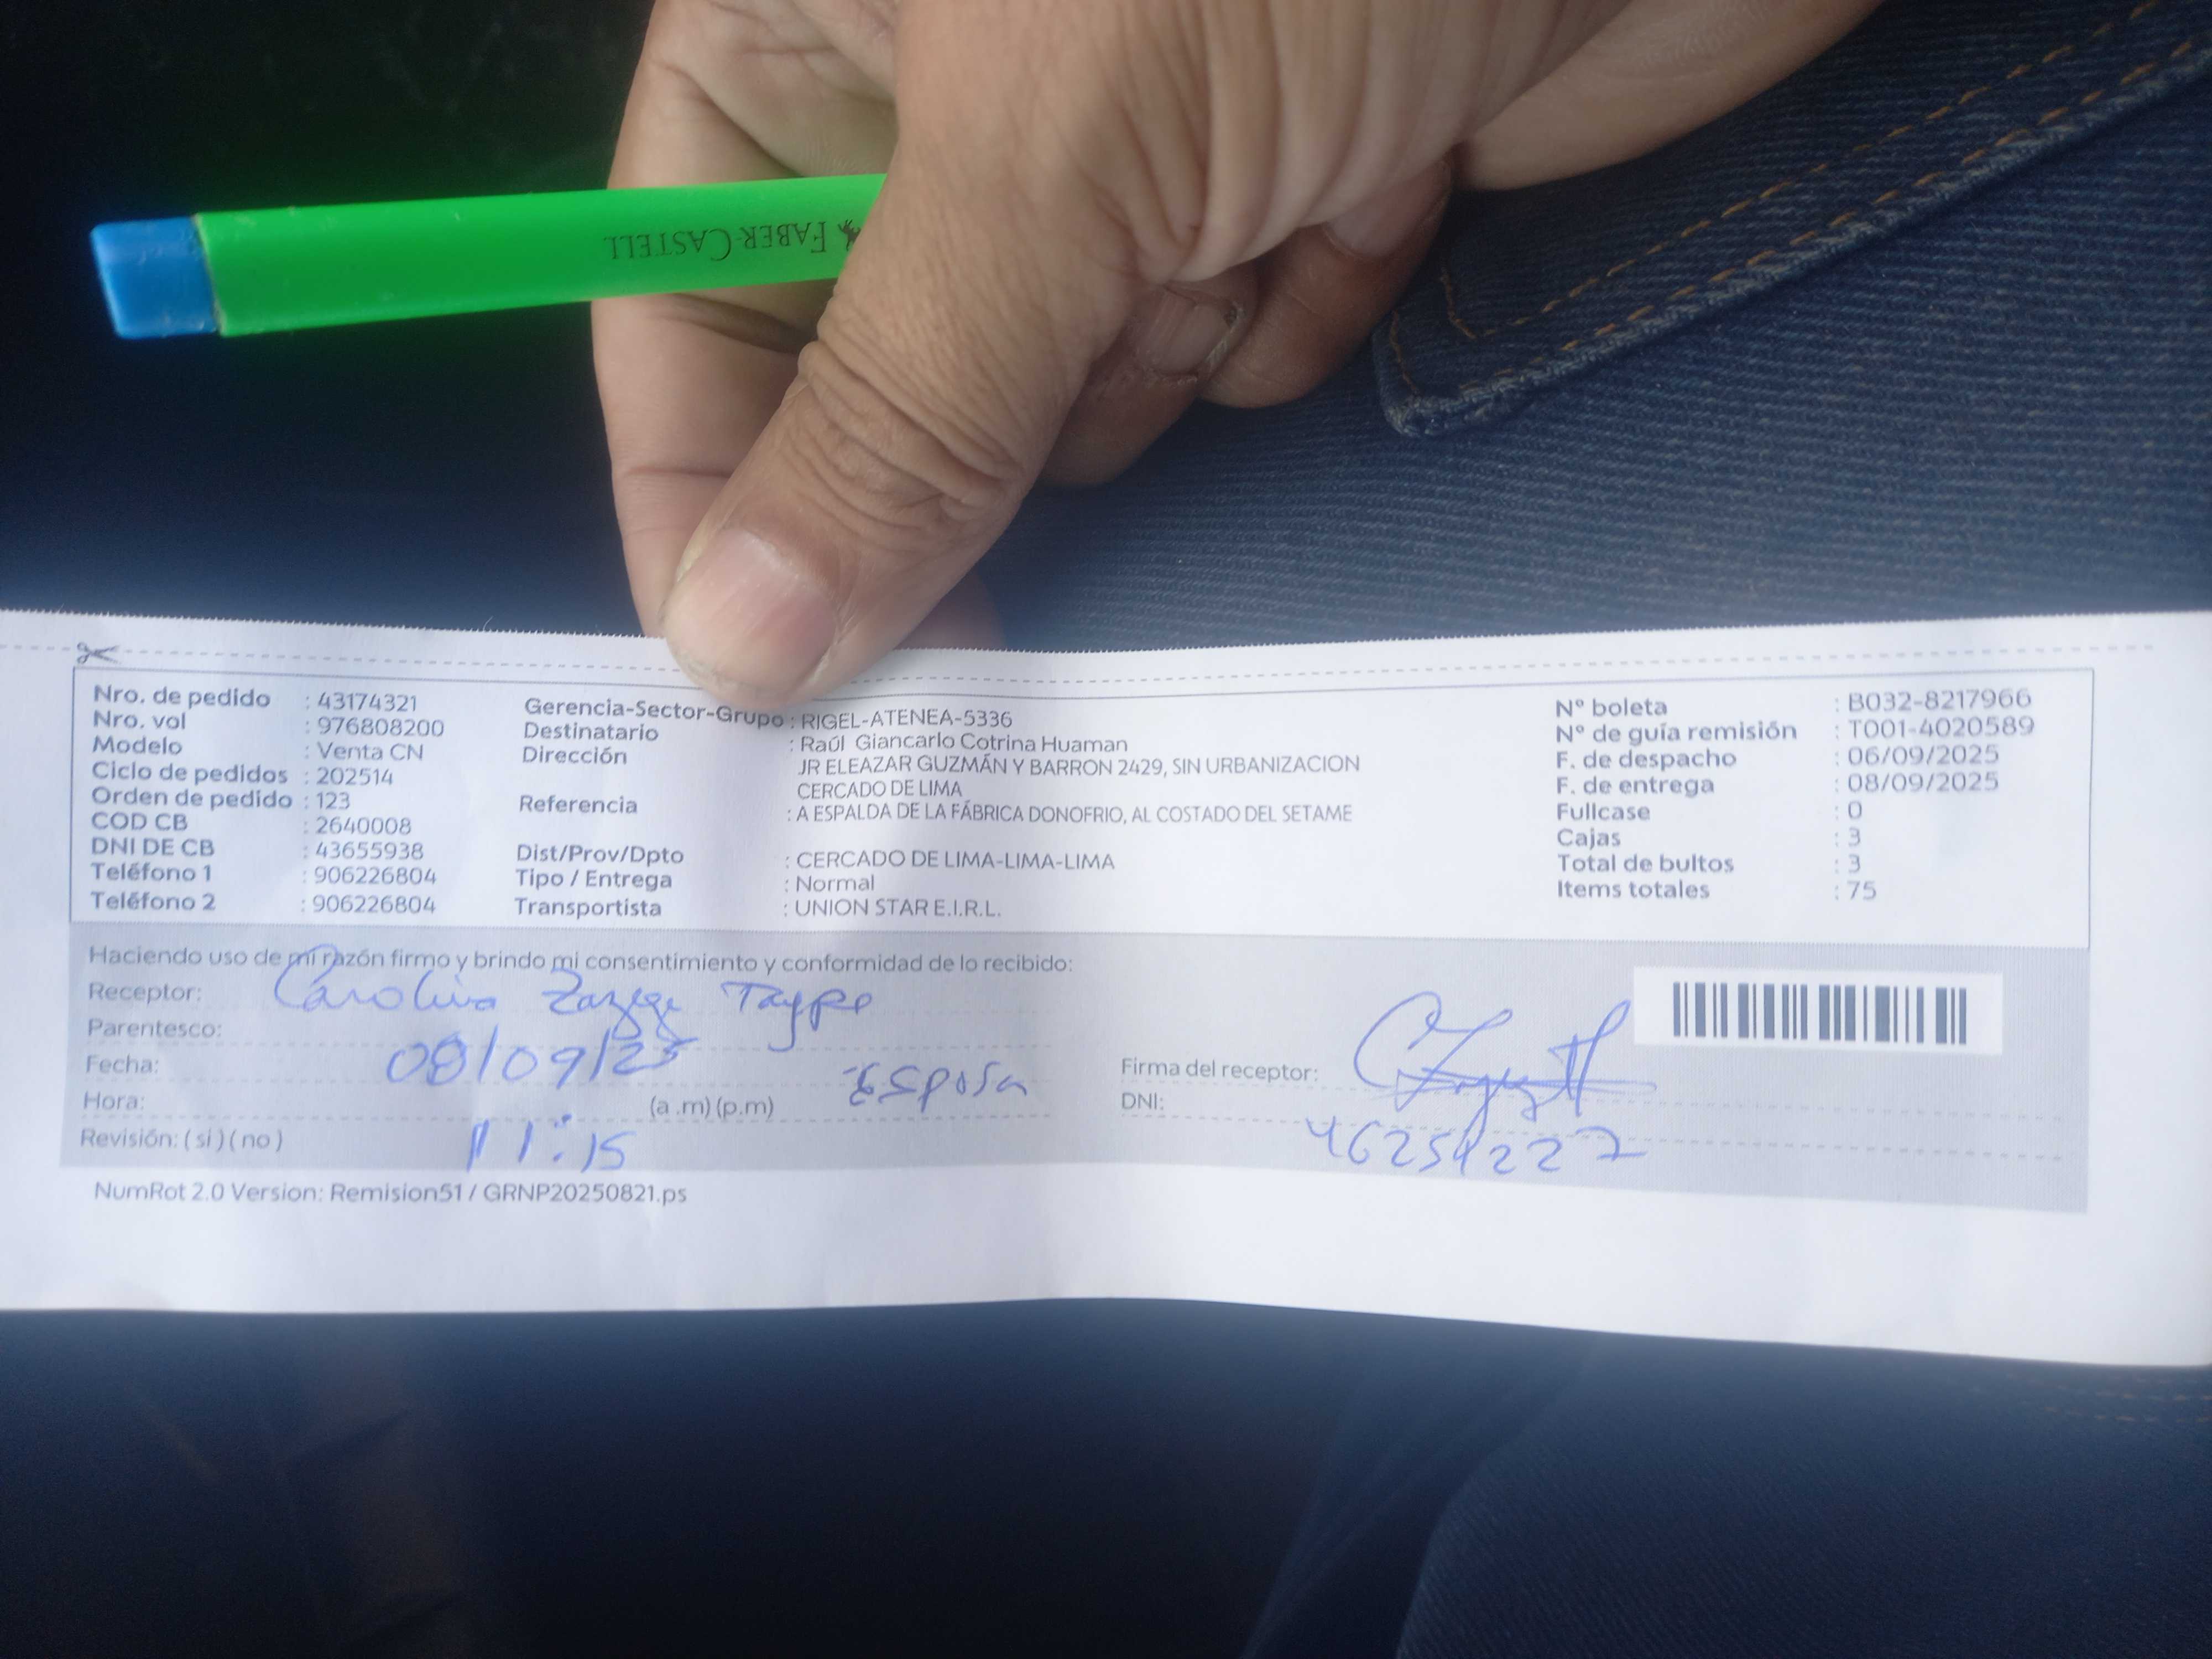 FABER-CASTELL
Nro. de pedido : 43174321
Nro. vol : 976808200
Modelo : Venta CN
Ciclo de pedidos : 202514
Orden de pedido : 123
COD CB : 2640008
DNI DE CB : 43655938
Teléfono 1 : 906226804
Teléfono 2 : 906226804
Gerencia-Sector-Grupo : RIGEL-ATENEA-5336
Destinatario : Raúl Giancarlo Cotrina Huaman
Dirección JR ELEAZAR GUZMÁN Y BARRON 2429, SIN URBANIZACION
CERCADO DE LIMA
Referencia : A ESPALDA DE LA FÁBRICA DONOFRIO, AL COSTADO DEL SETAME
Dist/Prov/Dpto : CERCADO DE LIMA-LIMA-LIMA
Tipo / Entrega : Normal
Transportista : UNION STAR E.I.R.L.
Nº boleta : B032-8217966
Nº de guía remisión : T001-4020589
F. de despacho : 06/09/2025
F. de entrega : 08/09/2025
Fullcase : 0
Cajas : 3
Total de bultos : 3
Items totales : 75
Haciendo uso de mi razón firmo y brindo mi consentimiento y conformidad de lo recibido:
Receptor: Carolina Taype
Parentesco:
Fecha: 08/09/25 Esposa
Hora: (a .m) (p.m)
Revisión: ( si ) ( no ) 11:15
Firma del receptor:
DNI: 46254227
NumRot 2.0 Version: Remision51 / GRNP20250821.ps